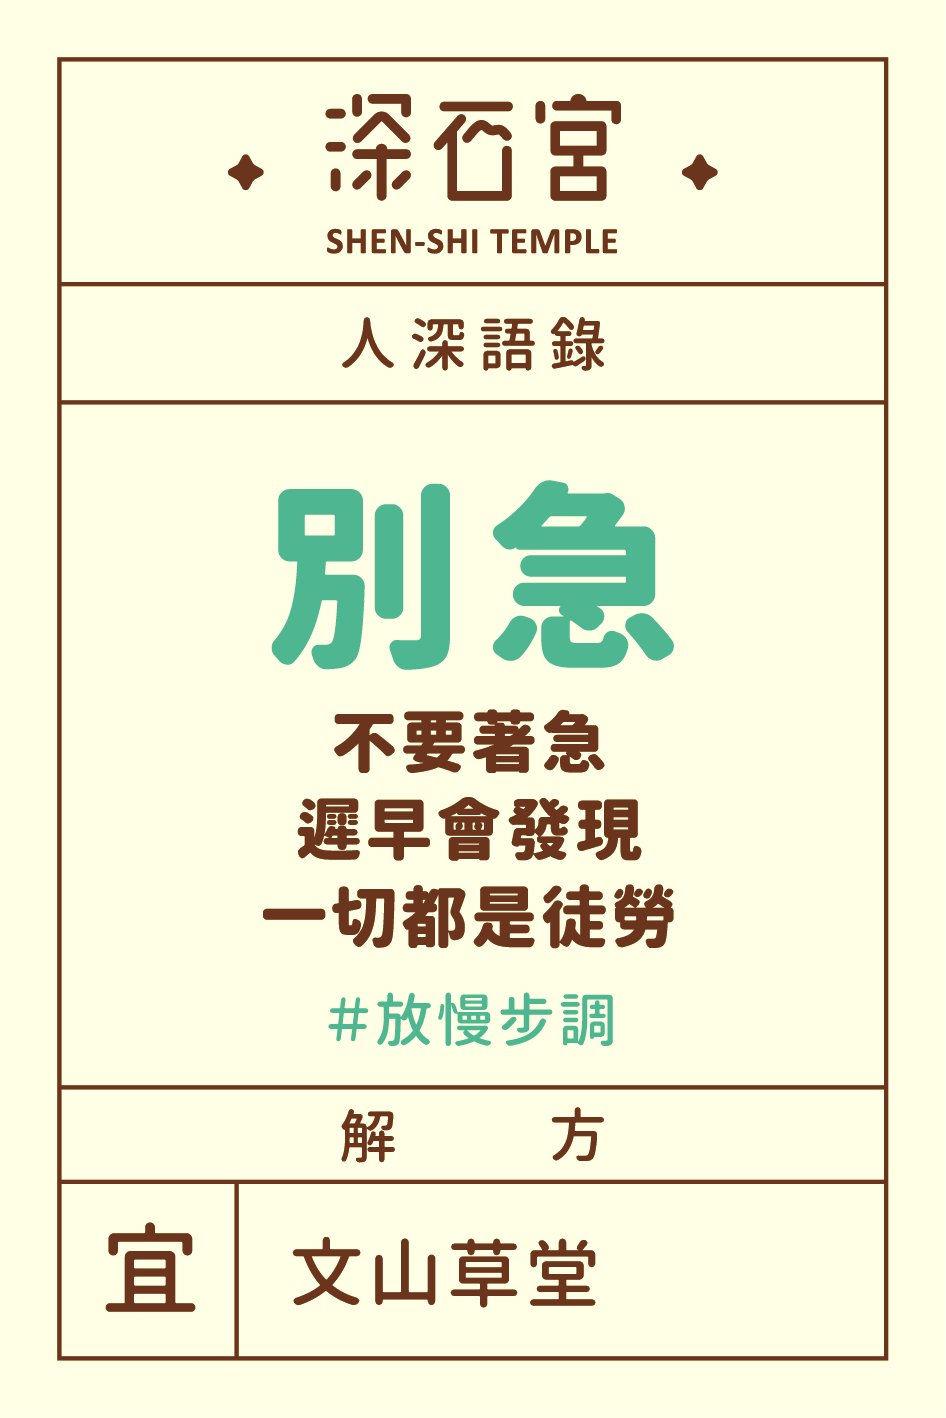 深石宮
SHEN-SHI TEMPLE
人深語錄
別急
不要著急
遲早會發現
一切都是徒勞
#放慢步調
解方
宜
文山草堂